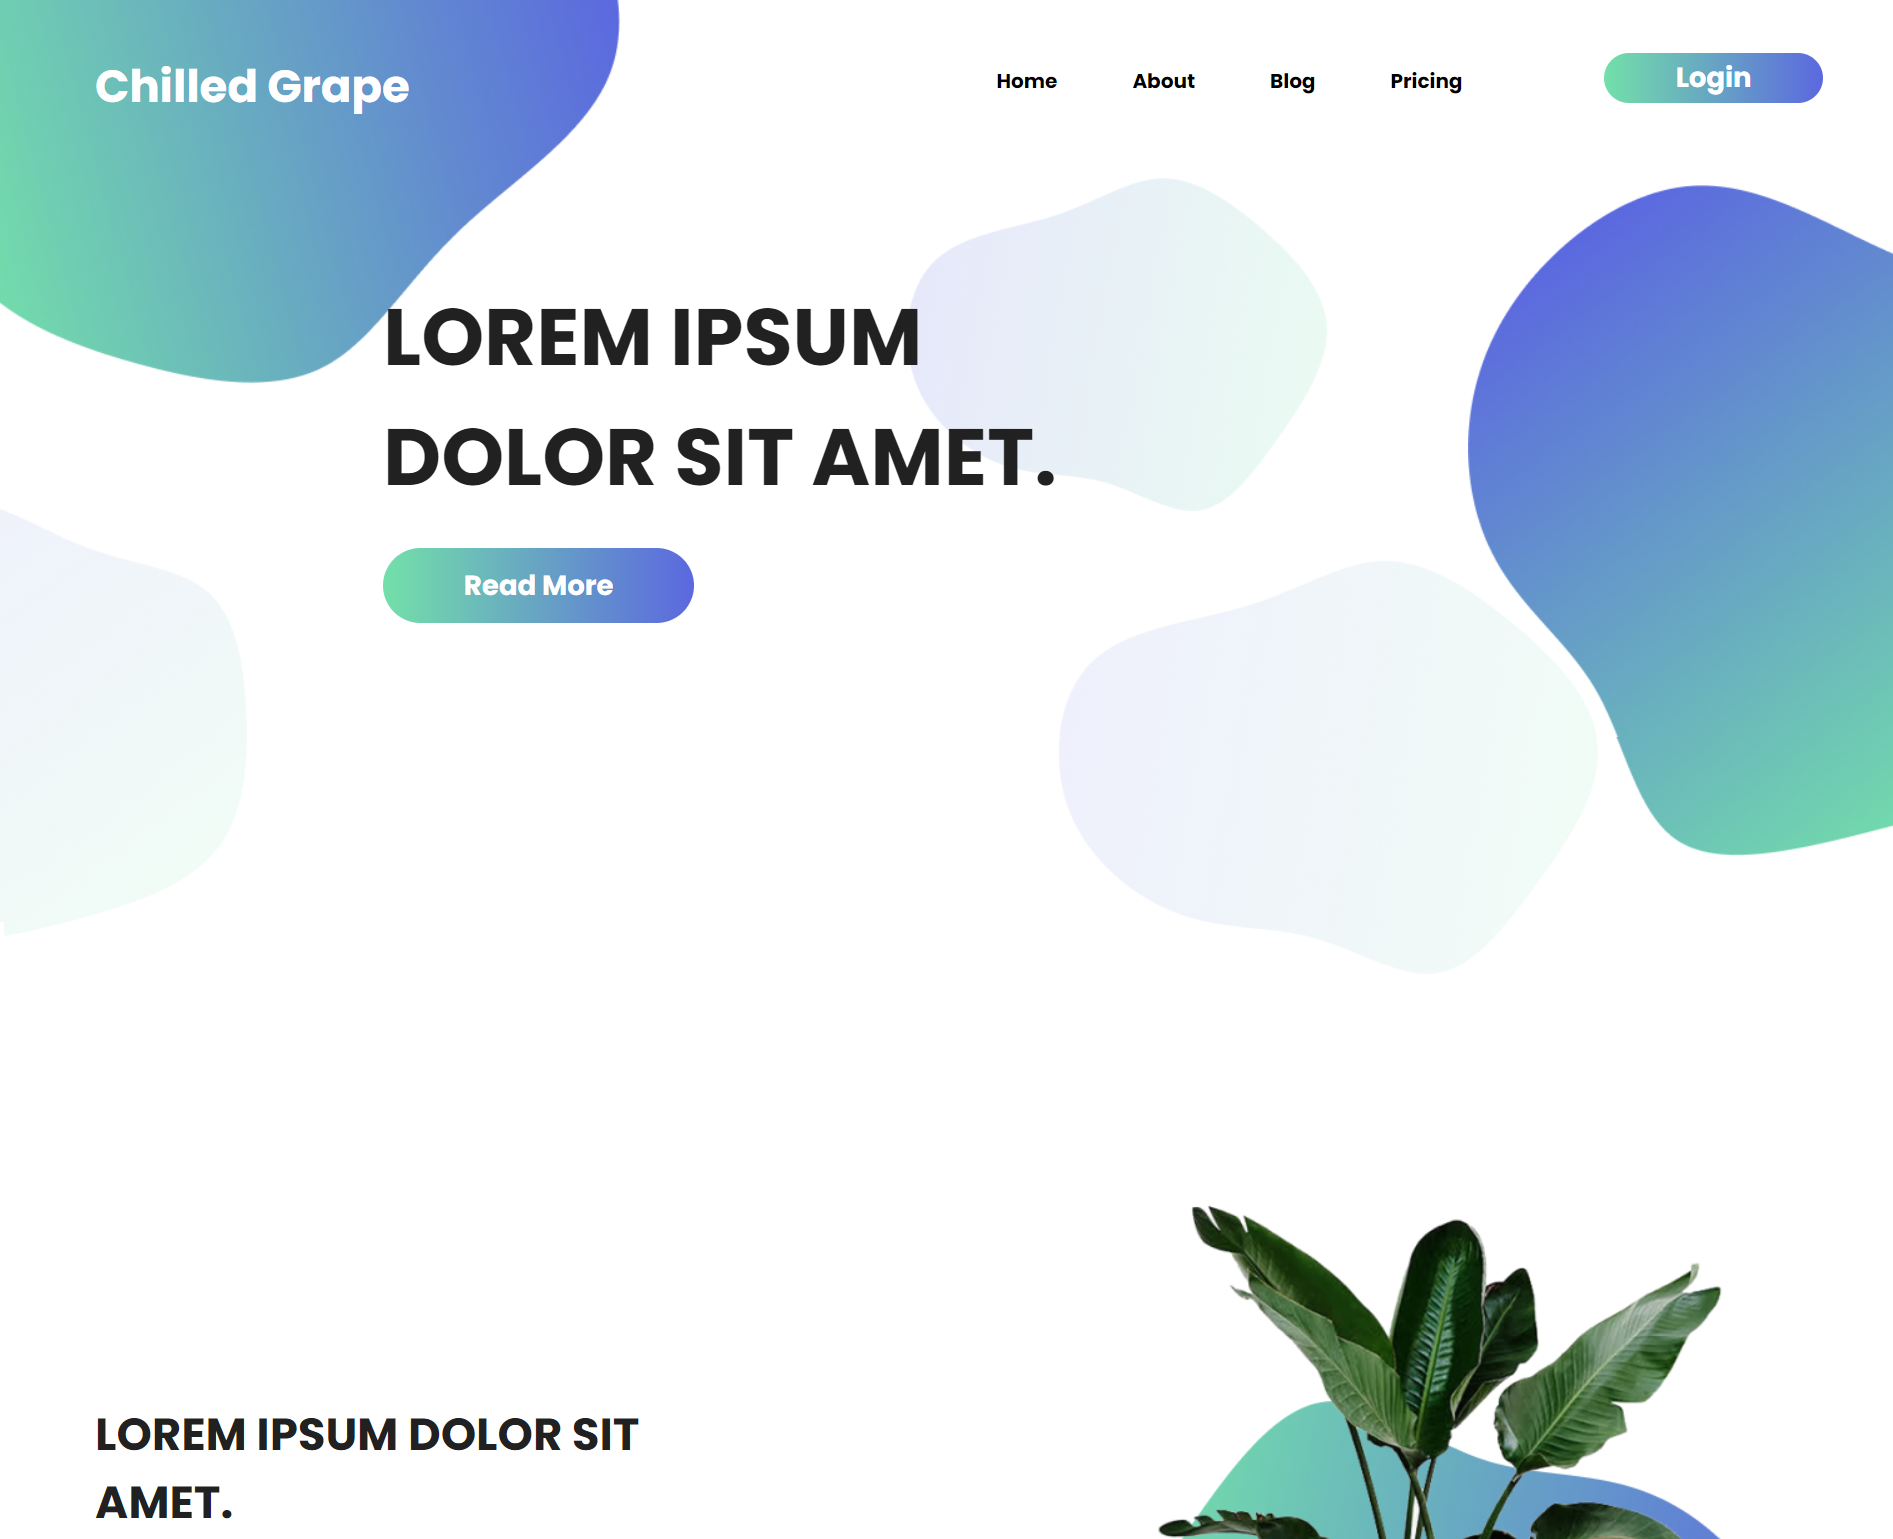 Chilled Grape
Home
About
Blog
Pricing
Login
LOREM IPSUM
DOLOR SIT AMET.
Read More
LOREM IPSUM DOLOR SIT
AMET.